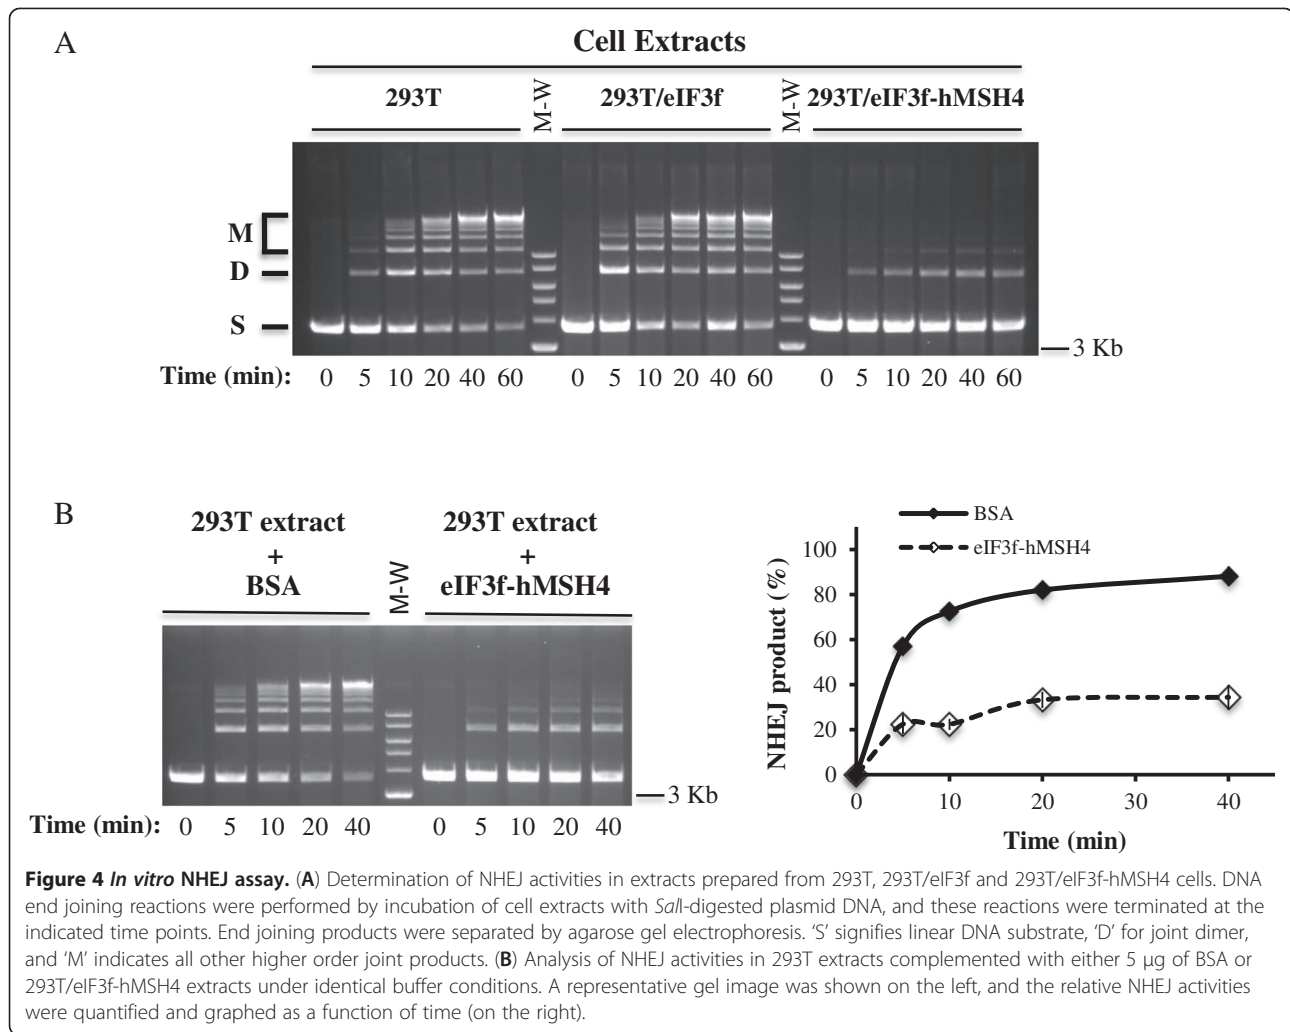 A
Cell Extracts
293T
M-W
293T/eIF3f
M-W
293T/eIF3f-hMSH4
M
D
S
3 Kb
Time (min): 0 5 10 20 40 60 0 5 10 20 40 60 0 5 10 20 40 60
B
293T extract
+
BSA
M-W
293T extract
+
eIF3f-hMSH4
3 Kb
Time (min): 0 5 10 20 40 0 5 10 20 40
BSA
eIF3f-hMSH4
NHEJ product (%)
100
80
60
40
20
0
0 10 20 30 40
Time (min)
Figure 4 In vitro NHEJ assay. (A) Determination of NHEJ activities in extracts prepared from 293T, 293T/eIF3f and 293T/eIF3f-hMSH4 cells. DNA
end joining reactions were performed by incubation of cell extracts with SalI-digested plasmid DNA, and these reactions were terminated at the
indicated time points. End joining products were separated by agarose gel electrophoresis. 'S' signifies linear DNA substrate, 'D' for joint dimer,
and 'M' indicates all other higher order joint products. (B) Analysis of NHEJ activities in 293T extracts complemented with either 5 μg of BSA or
293T/eIF3f-hMSH4 extracts under identical buffer conditions. A representative gel image was shown on the left, and the relative NHEJ activities
were quantified and graphed as a function of time (on the right).